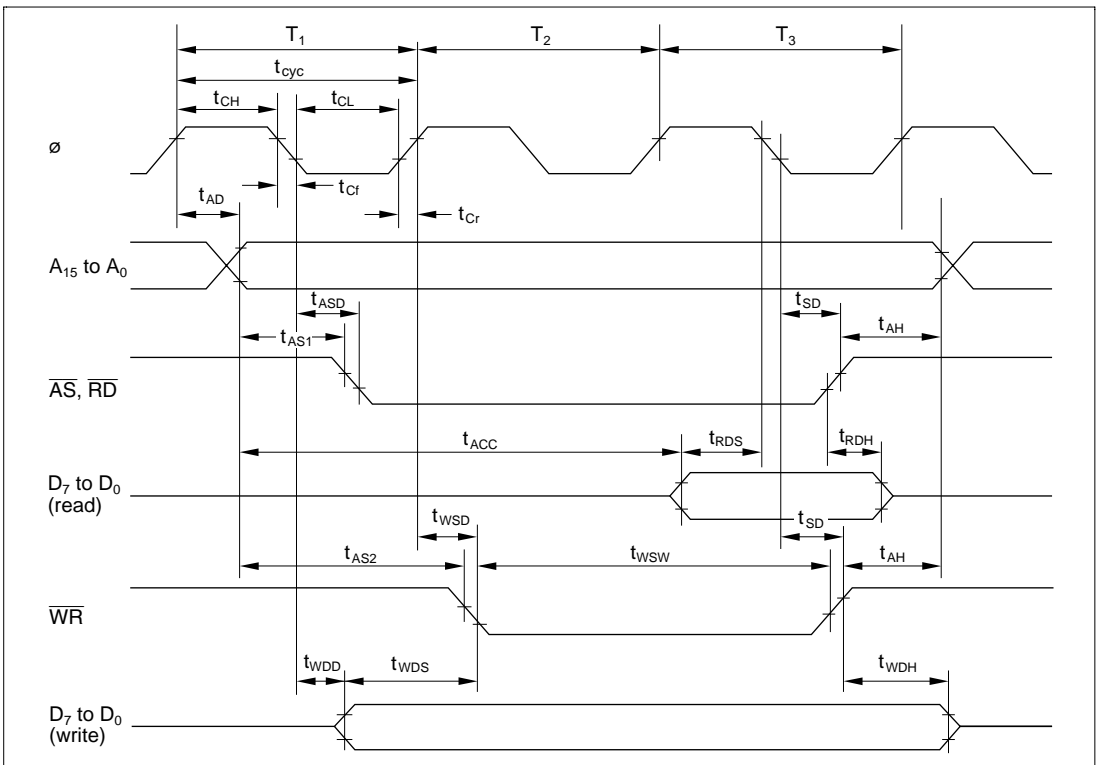 T1 T2 T3
tcyc
tCH tCL
ø
tAD tCf tCr
A15 to A0
tASD tSD
tAS1 tAH
AS, RD
tACC tRDS tRDH
D7 to D0
(read)
tWSD tSD
tAS2 tWSW tAH
WR
tWDD tWDS tWDH
D7 to D0
(write)